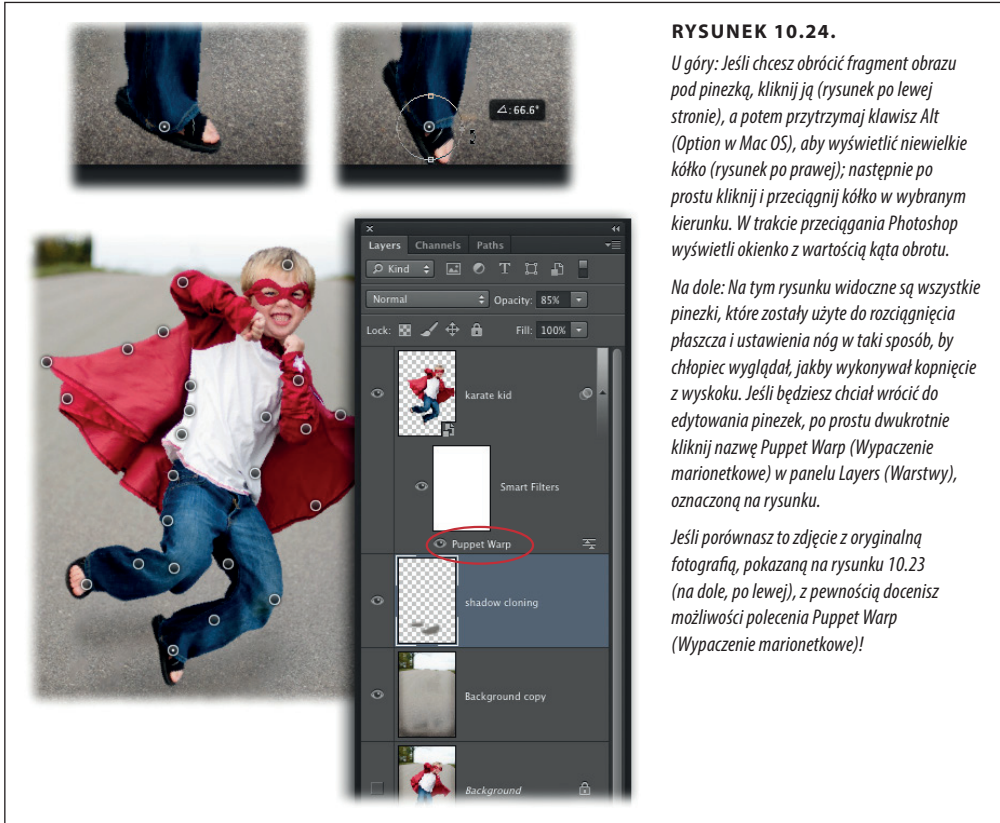 66.6°
RYSUNEK 10.24.
U góry: Jeśli chcesz obrócić fragment obrazu
pod pinezką, kliknij ją (rysunek po lewej
stronie), a potem przytrzymaj klawisz Alt
(Option w Mac OS), aby wyświetlić niewielkie
kółko (rysunek po prawej); następnie po
prostu kliknij i przeciągnij kółko w wybranym
kierunku. W trakcie przeciągania Photoshop
wyświetli okienko z wartością kąta obrotu.
Na dole: Na tym rysunku widoczne są wszystkie
pinezki, które zostały użyte do rozciągnięcia
płaszcza i ustawienia nóg w taki sposób, by
chłopiec wyglądał, jakby wykonywał kopnięcie
z wyskoku. Jeśli będziesz chciał wrócić do
edytowania pinezek, po prostu dwukrotnie
kliknij nazwę Puppet Warp (Wypaczenie
marionetkowe) w panelu Layers (Warstwy),
oznaczoną na rysunku.
Jeśli porównasz to zdjęcie z oryginalną
fotografią, pokazaną na rysunku 10.23
(na dole, po lewej), z pewnością docenisz
możliwości polecenia Puppet Warp
(Wypaczenie marionetkowe)!
Layers Channels Paths
Kind
Normal Opacity: 85%
Lock: Fill: 100%
karate kid
Smart Filters
Puppet Warp
shadow cloning
Background copy
Background